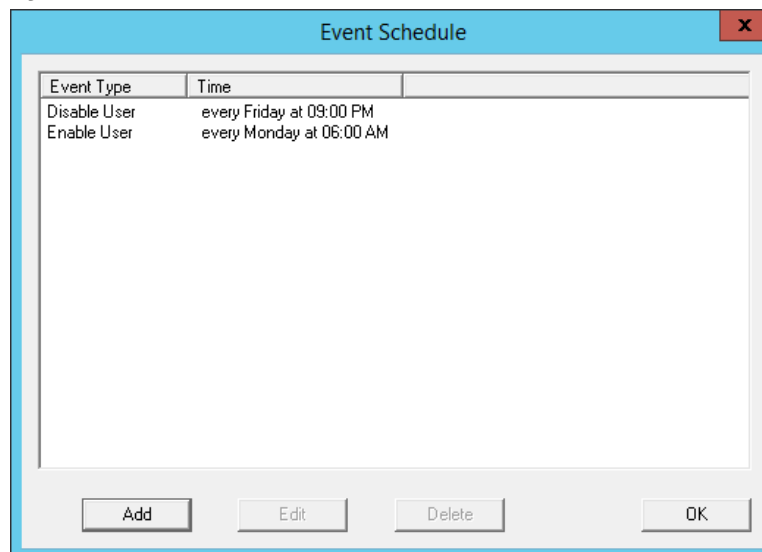 Event Schedule
x
Event Type Time
Disable User every Friday at 09:00 PM
Enable User every Monday at 06:00 AM
Add Edit Delete OK